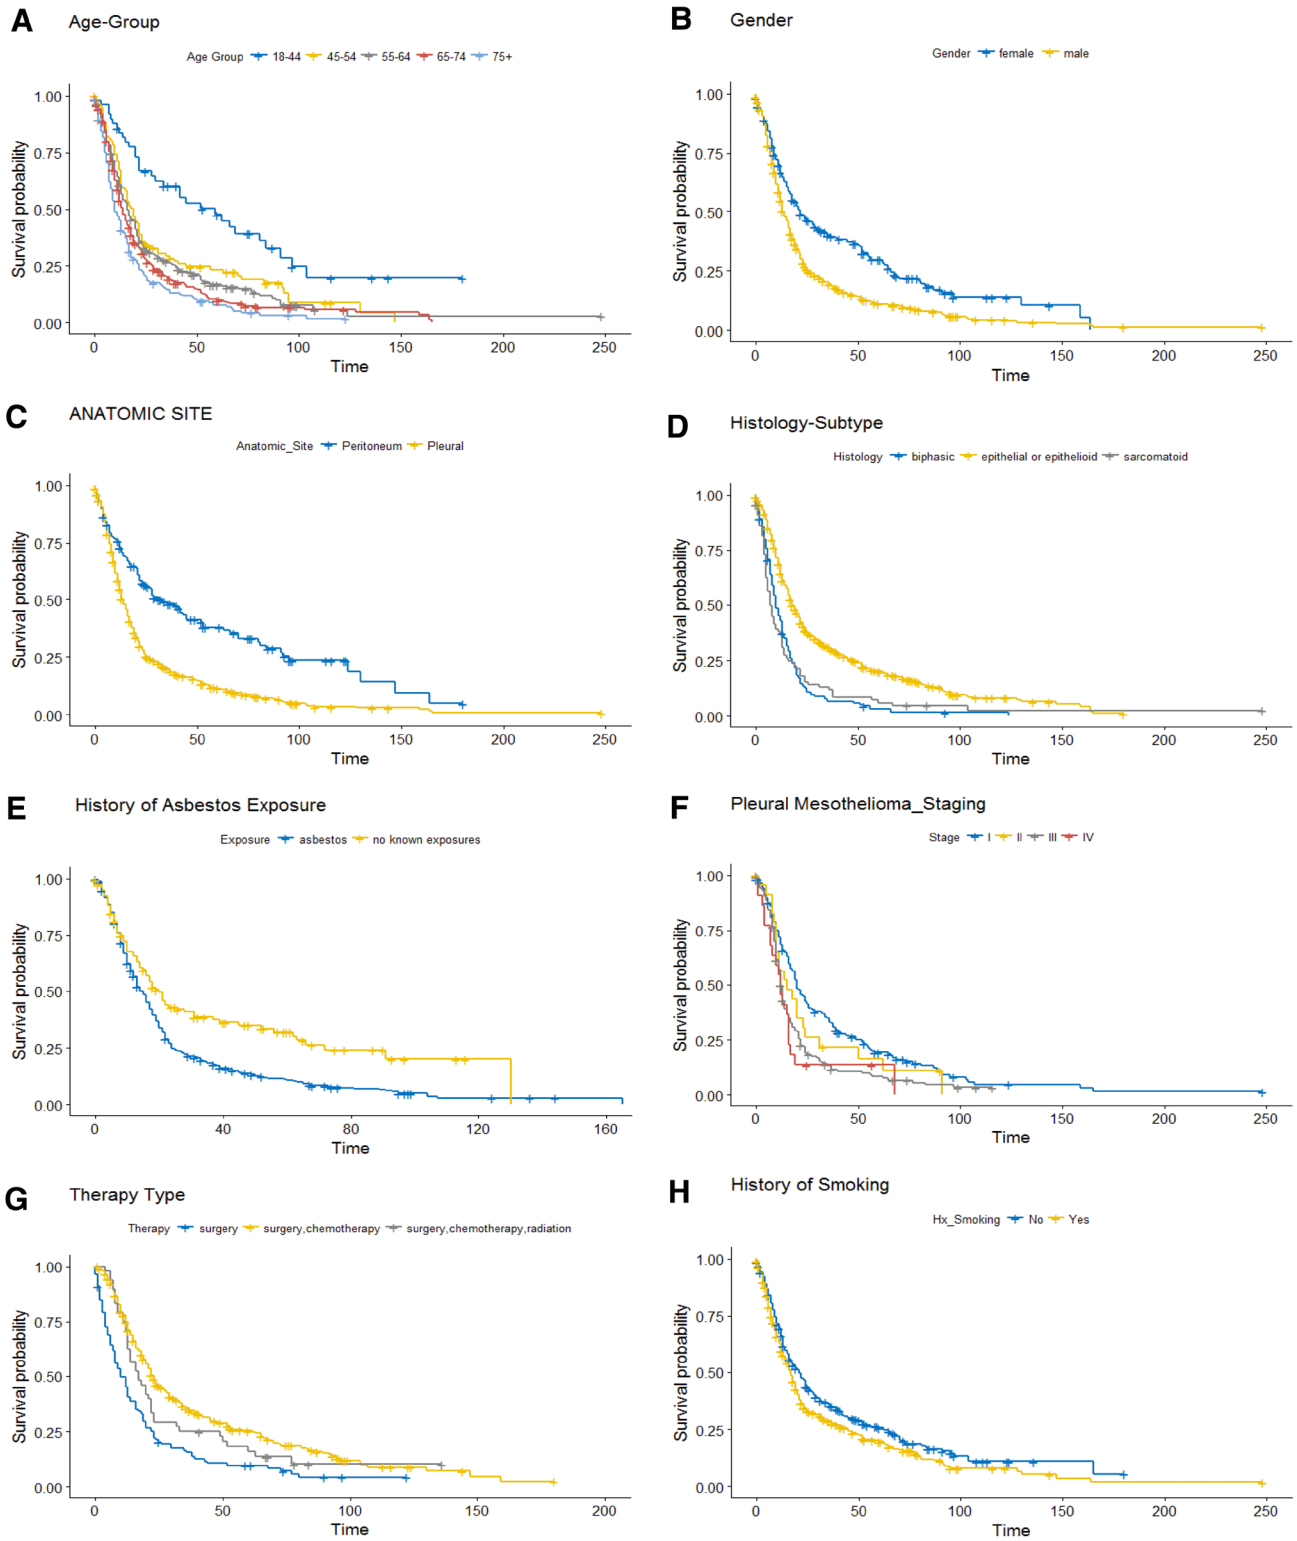 A Age-Group
Age Group 18-44 45-54 55-64 65-74 75+
Survival probability
1.00
0.75
0.50
0.25
0.00
0 50 100 150 200 250
Time
B Gender
Gender female male
Survival probability
1.00
0.75
0.50
0.25
0.00
0 50 100 150 200 250
Time
C ANATOMIC SITE
Anatomic_Site Peritoneum Pleural
Survival probability
1.00
0.75
0.50
0.25
0.00
0 50 100 150 200 250
Time
D Histology-Subtype
Histology biphasic epithelial or epithelioid sarcomatoid
Survival probability
1.00
0.75
0.50
0.25
0.00
0 50 100 150 200 250
Time
E History of Asbestos Exposure
Exposure asbestos no known exposures
Survival probability
1.00
0.75
0.50
0.25
0.00
0 40 80 120 160
Time
F Pleural Mesothelioma_Staging
Stage I II III IV
Survival probability
1.00
0.75
0.50
0.25
0.00
0 50 100 150 200 250
Time
G Therapy Type
Therapy surgery surgery,chemotherapy surgery,chemotherapy,radiation
Survival probability
1.00
0.75
0.50
0.25
0.00
0 50 100 150 200
Time
H History of Smoking
Hx_Smoking No Yes
Survival probability
1.00
0.75
0.50
0.25
0.00
0 50 100 150 200 250
Time